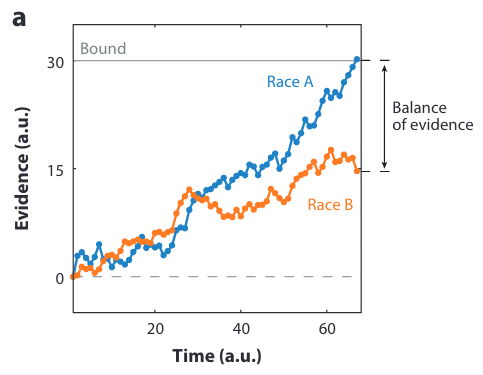 a
Bound
30
15
0
Evidence (a.u.)
Race A
Race B
Balance
of evidence
20
40
60
Time (a.u.)